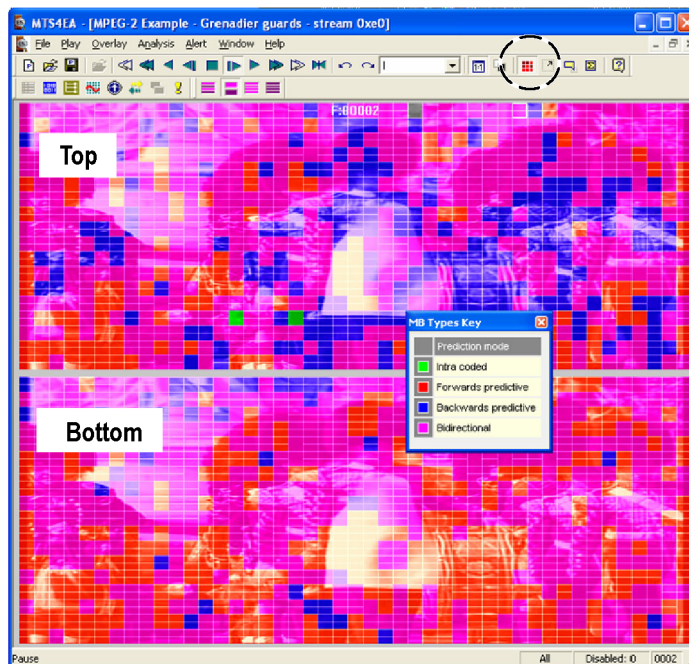 MTS4EA - [MPEG-2 Example - Grenadier guards - stream 0xe0]
File Play Overlay Analysis Alert Window Help
F:00002
Top
MB Types Key
Prediction mode
Intra coded
Forwards predictive
Backwards predictive
Bidirectional
Bottom
Pause
All
Disabled: 0
0002